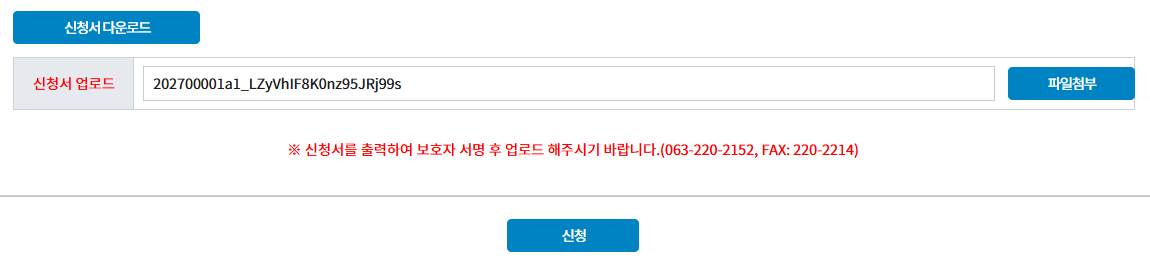 신청서 다운로드
신청서 업로드
202700001a1_LZyVhIF8K0nz95JRj99s
파일첨부
※ 신청서를 출력하여 보호자 서명 후 업로드 해주시기 바랍니다.(063-220-2152, FAX: 220-2214)
신청